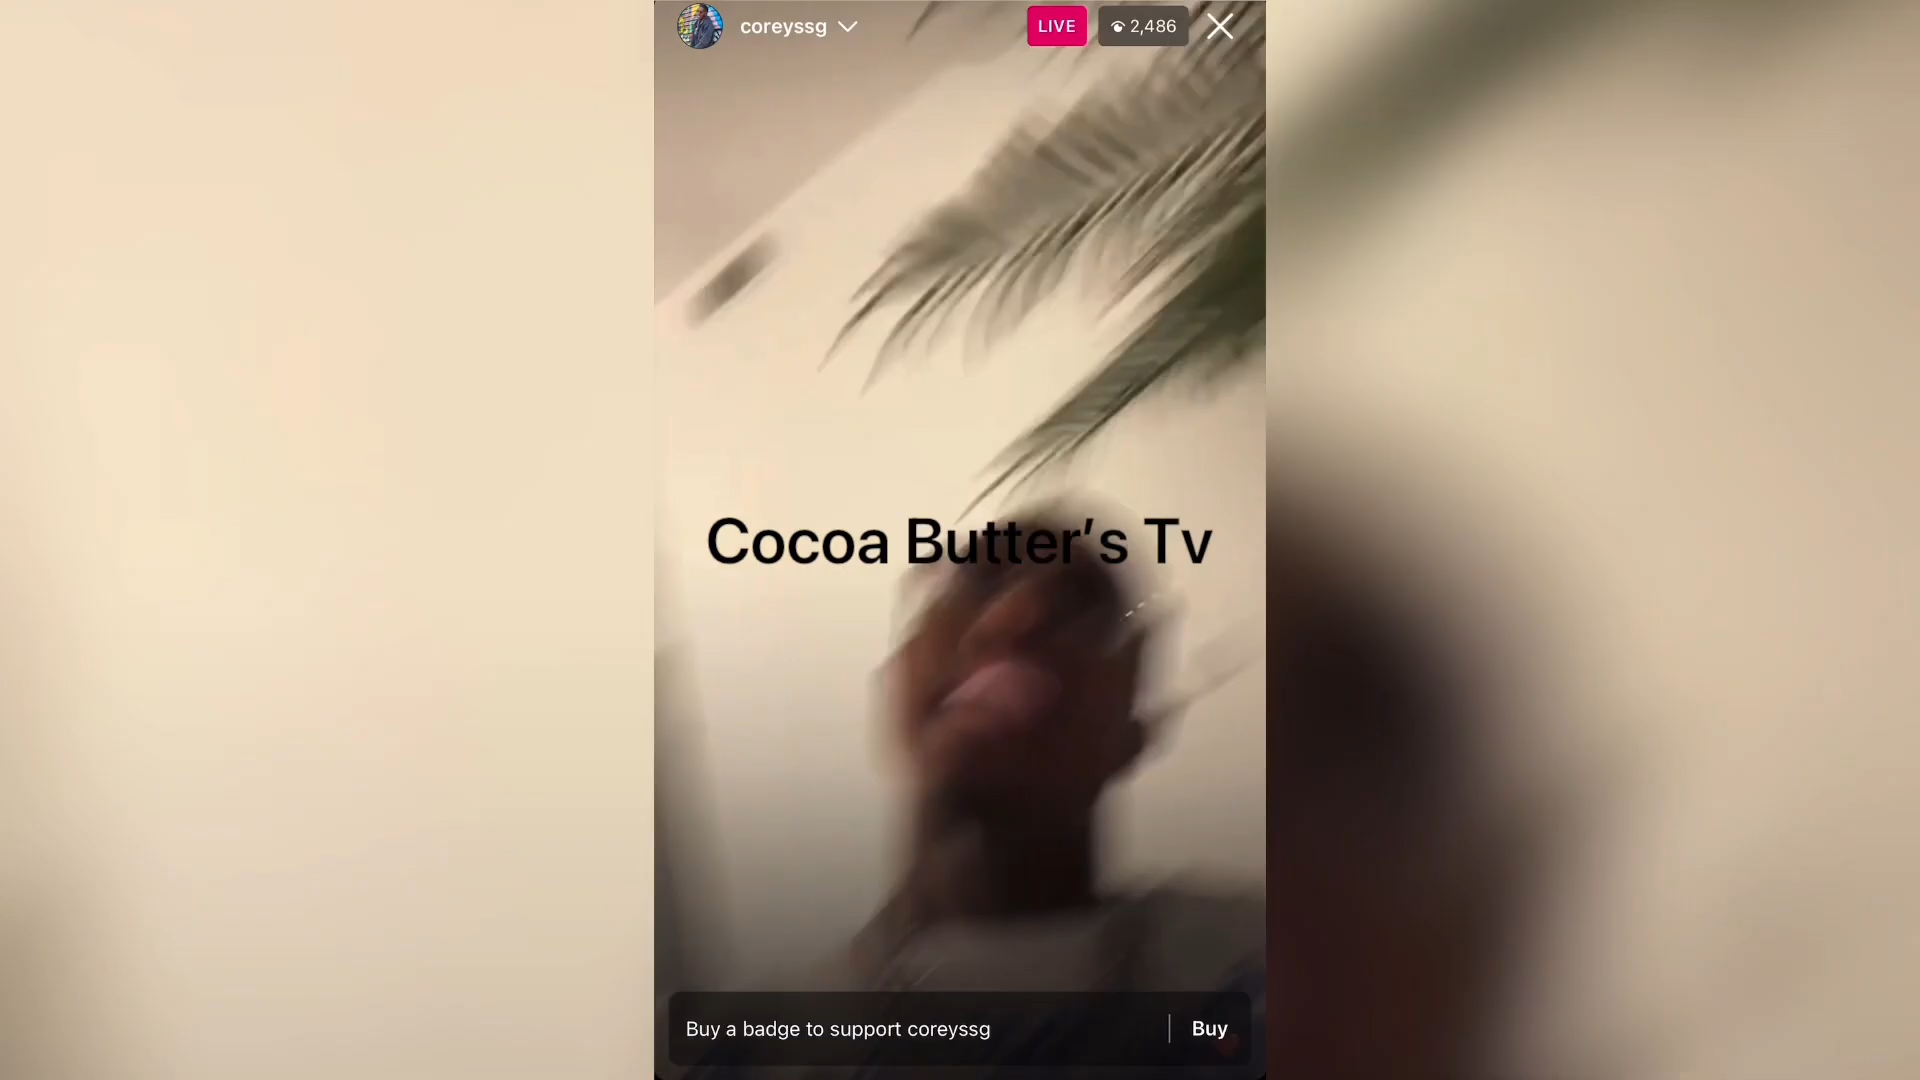 coreyssg
LIVE
2,486
Cocoa Butter's Tv
Buy a badge to support coreyssg
Buy